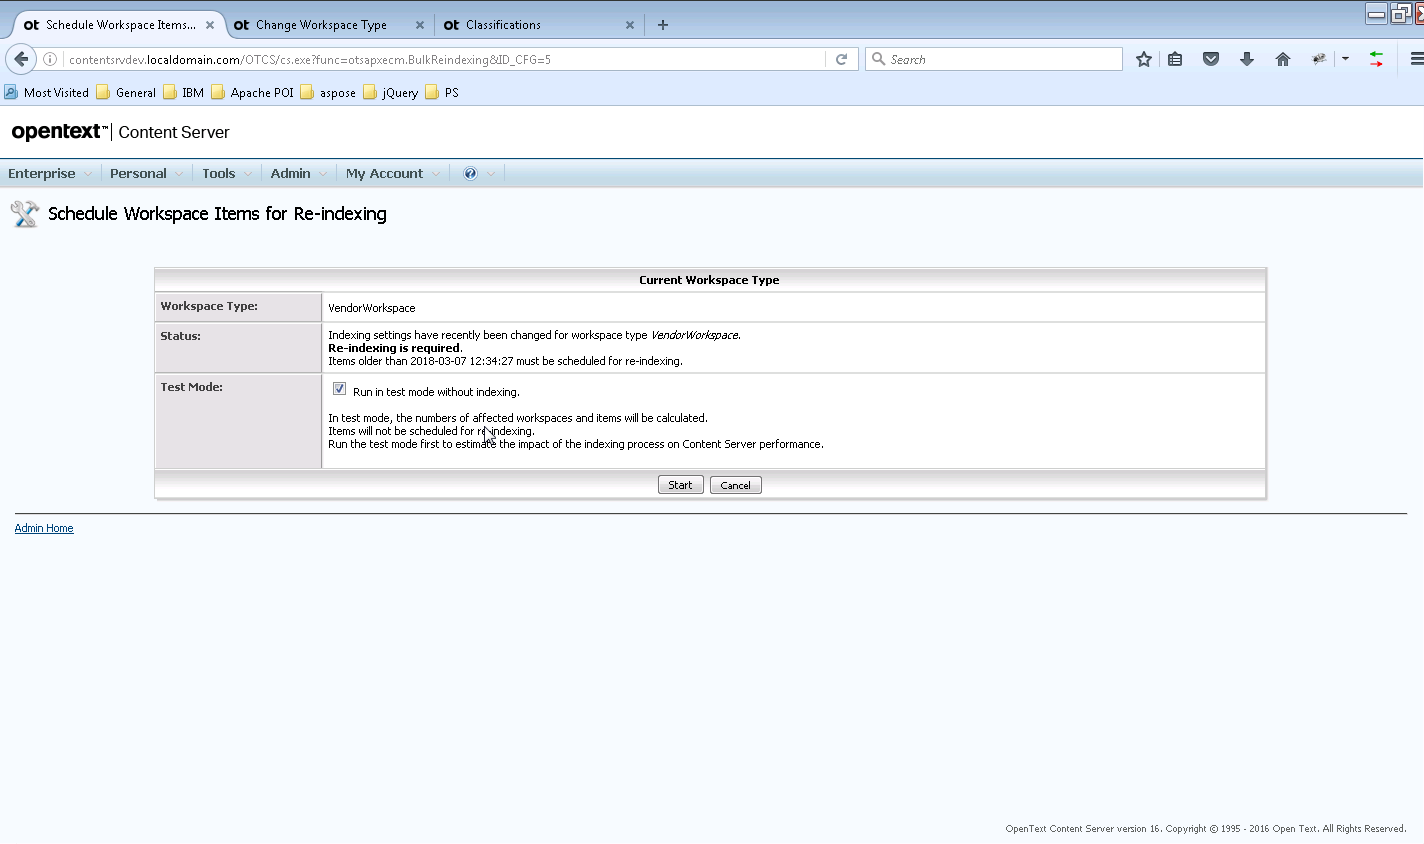 ot Schedule Workspace Items... × ot Change Workspace Type × ot Classifications × +
contentsrvdev.localdomain.com/OTCS/cs.exe?func=otsapxecm.BulkReindexing&ID_CFG=5 Search
Most Visited General IBM Apache POI aspose jQuery PS
opentext™ | Content Server
Enterprise Personal Tools Admin My Account ?
Schedule Workspace Items for Re-indexing
Current Workspace Type
Workspace Type: VendorWorkspace
Status: Indexing settings have recently been changed for workspace type VendorWorkspace.
Re-indexing is required.
Items older than 2018-03-07 12:34:27 must be scheduled for re-indexing.
Test Mode: Run in test mode without indexing.
In test mode, the numbers of affected workspaces and items will be calculated.
Items will not be scheduled for reindexing.
Run the test mode first to estimate the impact of the indexing process on Content Server performance.
Start Cancel
Admin Home
OpenText Content Server version 16. Copyright © 1995 - 2016 Open Text. All Rights Reserved.